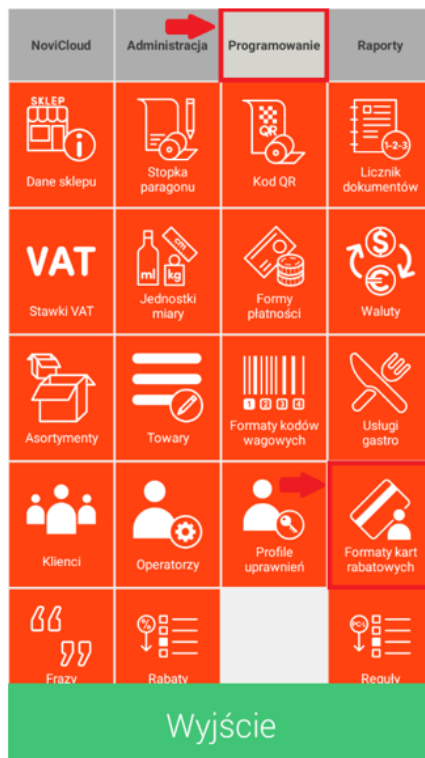 NoviCloud
Administracja
Programowanie
Raporty
SKLEP
Dane sklepu
Stopka
paragonu
QR
Kod QR
1-2-3
Licznik
dokumentów
VAT
Stawki VAT
ml
kg
cm
Jednostki
miary
Formy
płatności
$
€
Waluty
Asortymenty
Towary
1 2 3 4
Formaty kodów
wagowych
Usługi
gastro
Klienci
Operatorzy
Profile
uprawnień
Formaty kart
rabatowych
Frazy
%
Rabaty
Reguły
Wyjście